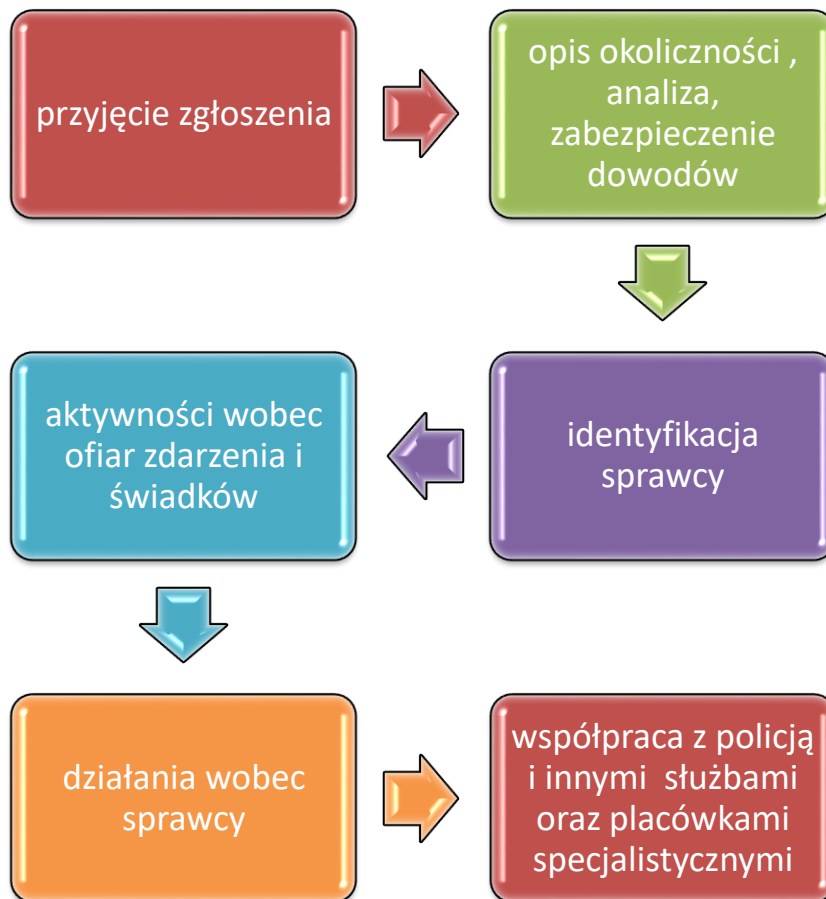 przyjęcie zgłoszenia
opis okoliczności ,
analiza,
zabezpieczenie
dowodów
identyfikacja
sprawcy
aktywności wobec
ofiar zdarzenia i
świadków
działania wobec
sprawcy
współpraca z policją
i innymi służbami
oraz placówkami
specjalistycznymi